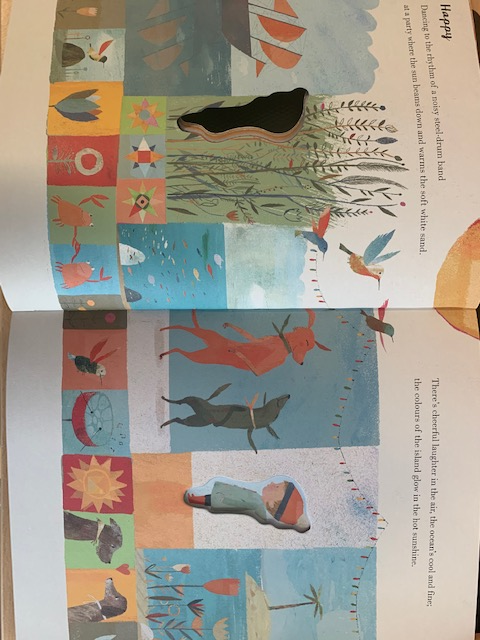 Happy
Dancing to the rhythm of a noisy steel-drum band
at a party where the sun beams down and warms the soft white sand.
There's cheerful laughter in the air, the ocean's cool and fine;
the colours of the island glow in the hot sunshine.